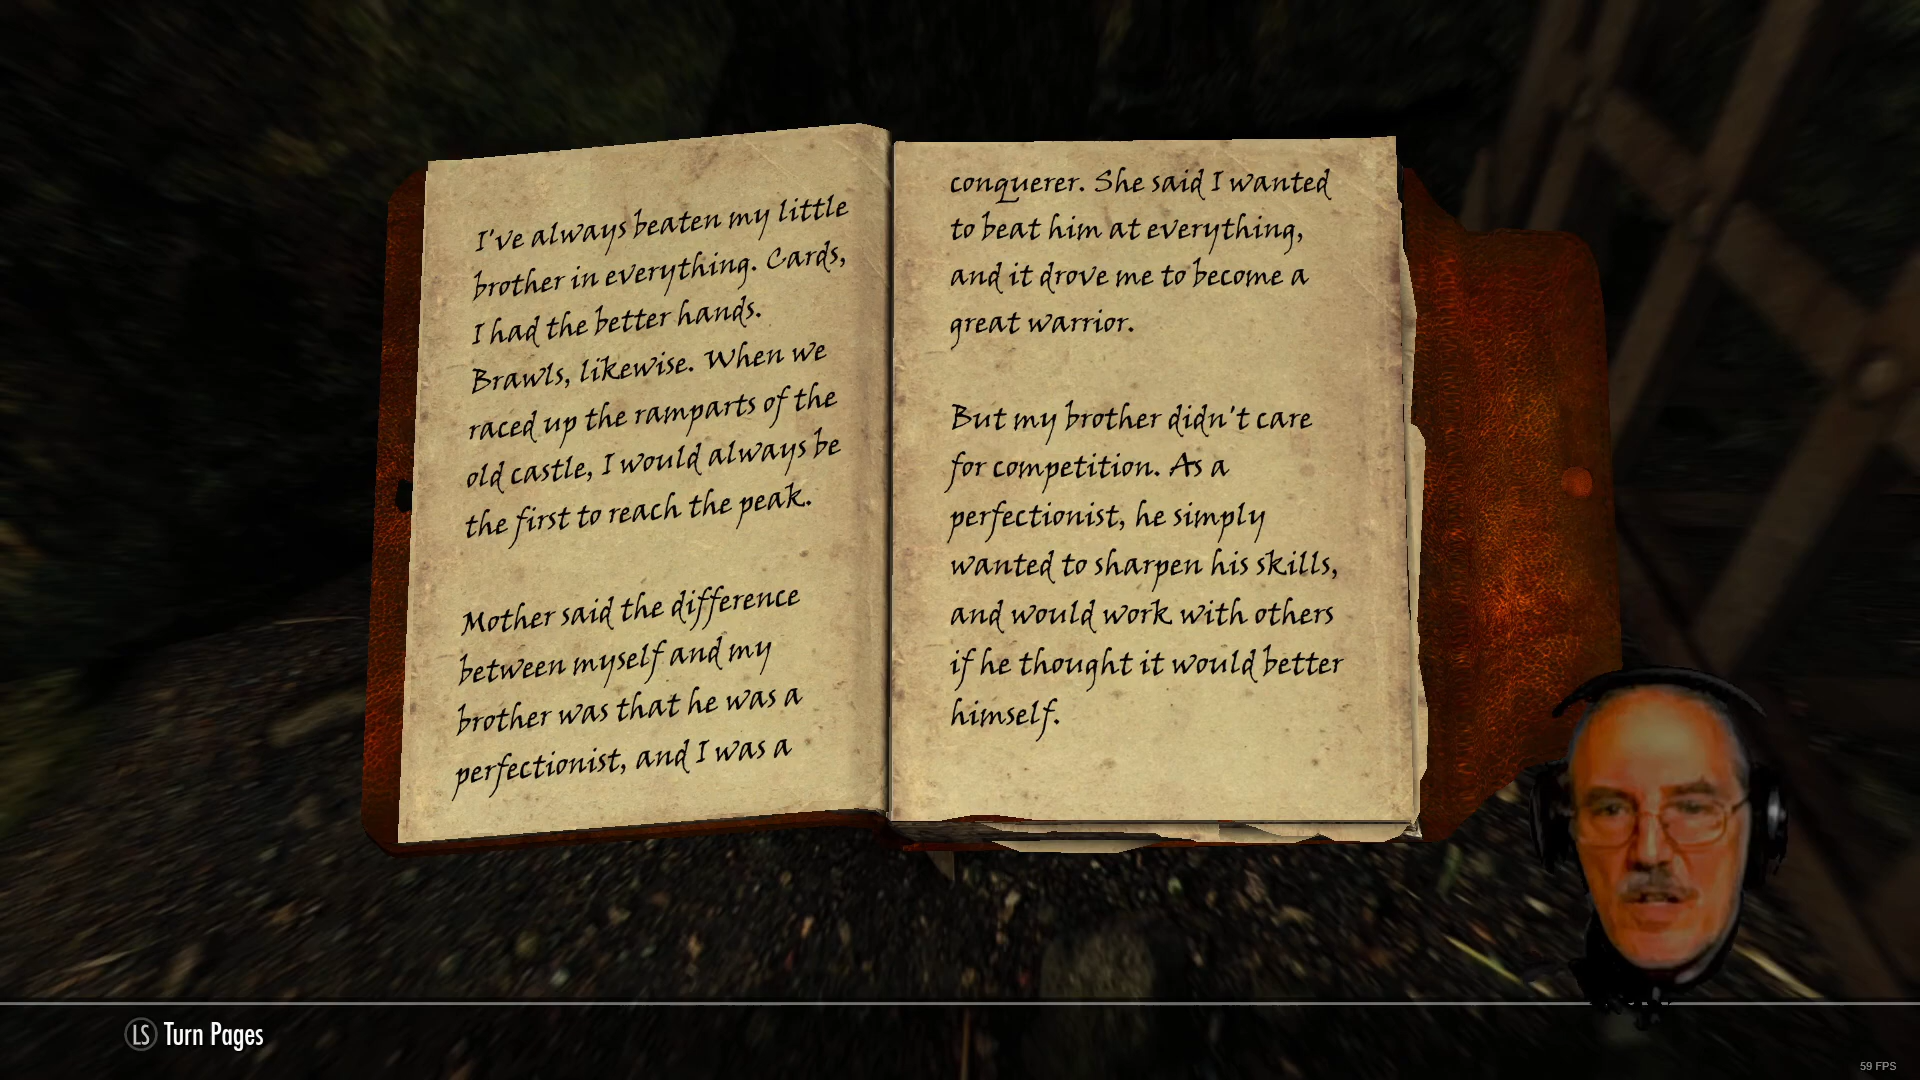 I've always beaten my little
brother in everything. Cards,
I had the better hands.
Brawls, likewise. When we
raced up the ramparts of the
old castle, I would always be
the first to reach the peak.
Mother said the difference
between myself and my
brother was that he was a
perfectionist, and I was a
conquerer. She said I wanted
to beat him at everything,
and it drove me to become a
great warrior.
But my brother didn't care
for competition. As a
perfectionist, he simply
wanted to sharpen his skills,
and would work with others
if he thought it would better
himself.
LS Turn Pages
59 FPS